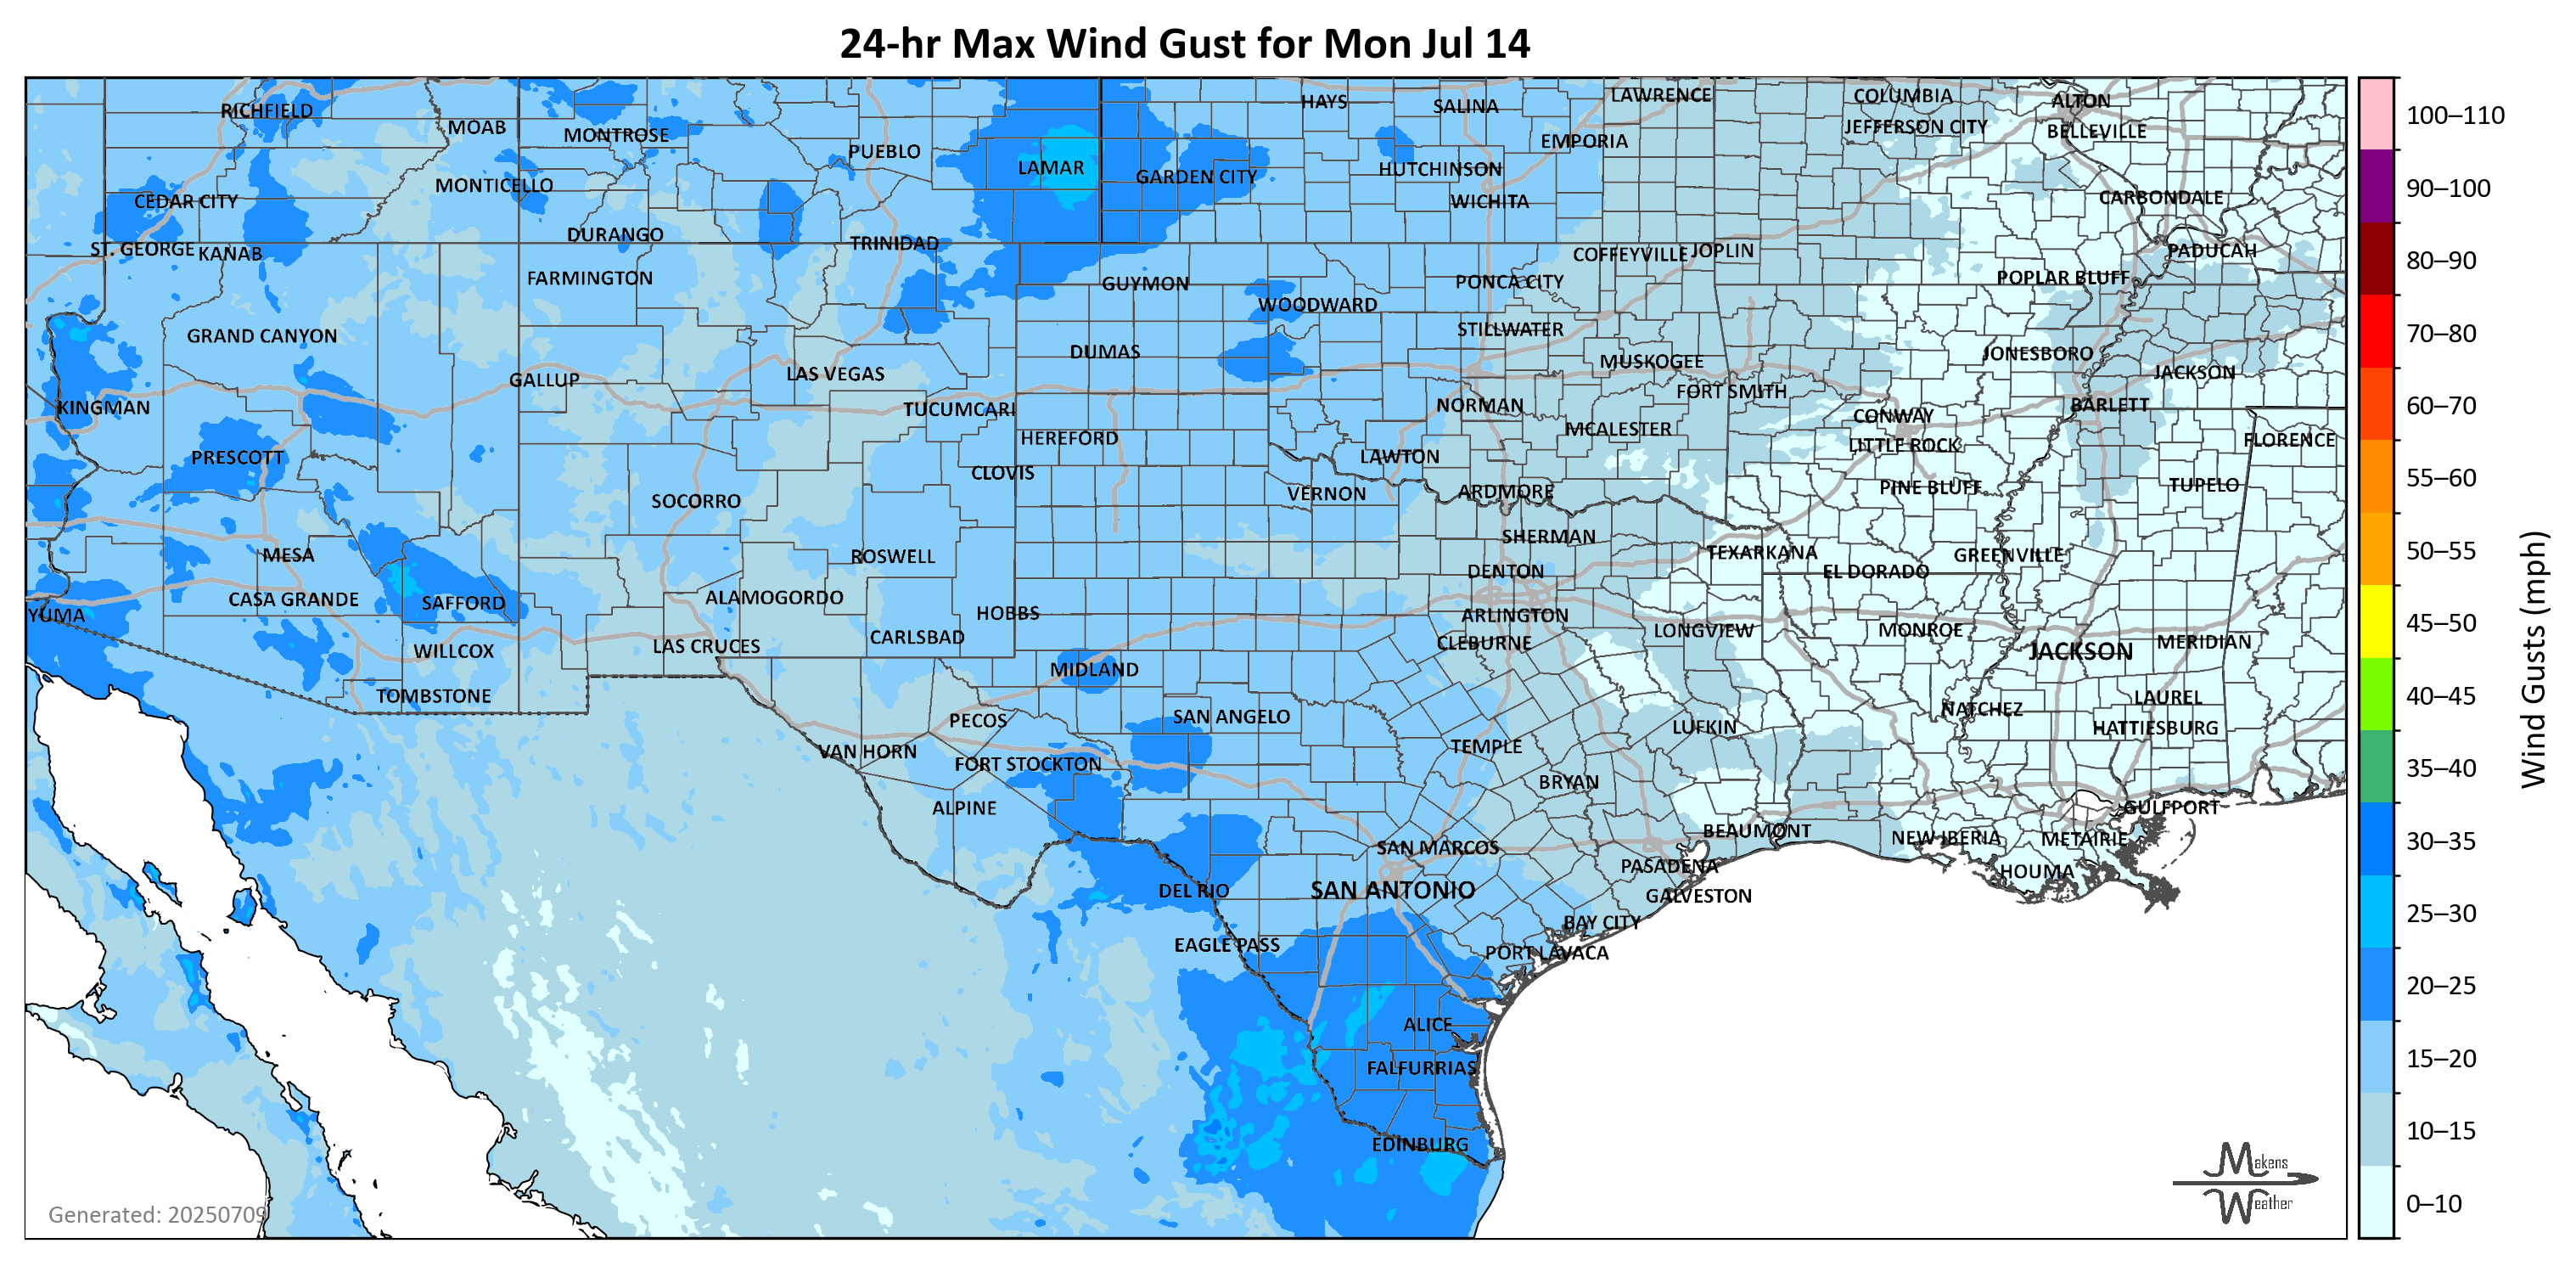 24-hr Max Wind Gust for Mon Jul 14
RICHFIELD
MOAB
MONTROSE
PUEBLO
LAMAR
HAYS
SALINA
LAWRENCE
COLUMBIA
ALTON
JEFFERSON CITY
BELLEVILLE
EMPORIA
GARDEN CITY
HUTCHINSON
MONTICELLO
CEDAR CITY
WICHITA
CARBONDALE
DURANGO
TRINIDAD
ST. GEORGE
KANAB
COFFEYVILLE
JOPLIN
PADUCAH
FARMINGTON
GUYMON
PONCA CITY
POPLAR BLUFF
WOODWARD
GRAND CANYON
STILLWATER
DUMAS
MUSKOGEE
JONESBORO
GALLUP
LAS VEGAS
FORT SMITH
JACKSON
KINGMAN
TUCUMCARI
NORMAN
CONWAY
BARLETT
HEREFORD
MCALESTER
LITTLE ROCK
FLORENCE
PRESCOTT
CLOVIS
LAWTON
SOCORRO
VERNON
ARDMORE
PINE BLUFF
TUPELO
MESA
ROSWELL
SHERMAN
TEXARKANA
GREENVILLE
DENTON
EL DORADO
CASA GRANDE
SAFFORD
ALAMOGORDO
HOBBS
ARLINGTON
YUMA
WILLCOX
LAS CRUCES
CARLSBAD
CLEBURNE
LONGVIEW
MONROE
JACKSON
MERIDIAN
MIDLAND
TOMBSTONE
PECOS
SAN ANGELO
LUFKIN
NATCHEZ
LAUREL
HATTIESBURG
VAN HORN
FORT STOCKTON
TEMPLE
BRYAN
ALPINE
GULFPORT
BEAUMONT
NEW IBERIA
METAIRIE
SAN MARCOS
PASADENA
HOUMA
DEL RIO
SAN ANTONIO
GALVESTON
EAGLE PASS
BAY CITY
PORT LAVACA
ALICE
FALFURRIAS
EDINBURG
Generated: 20250709
Makens
Weather
100–110
90–100
80–90
70–80
60–70
55–60
50–55
45–50
40–45
35–40
30–35
25–30
20–25
15–20
10–15
0–10
Wind Gusts (mph)